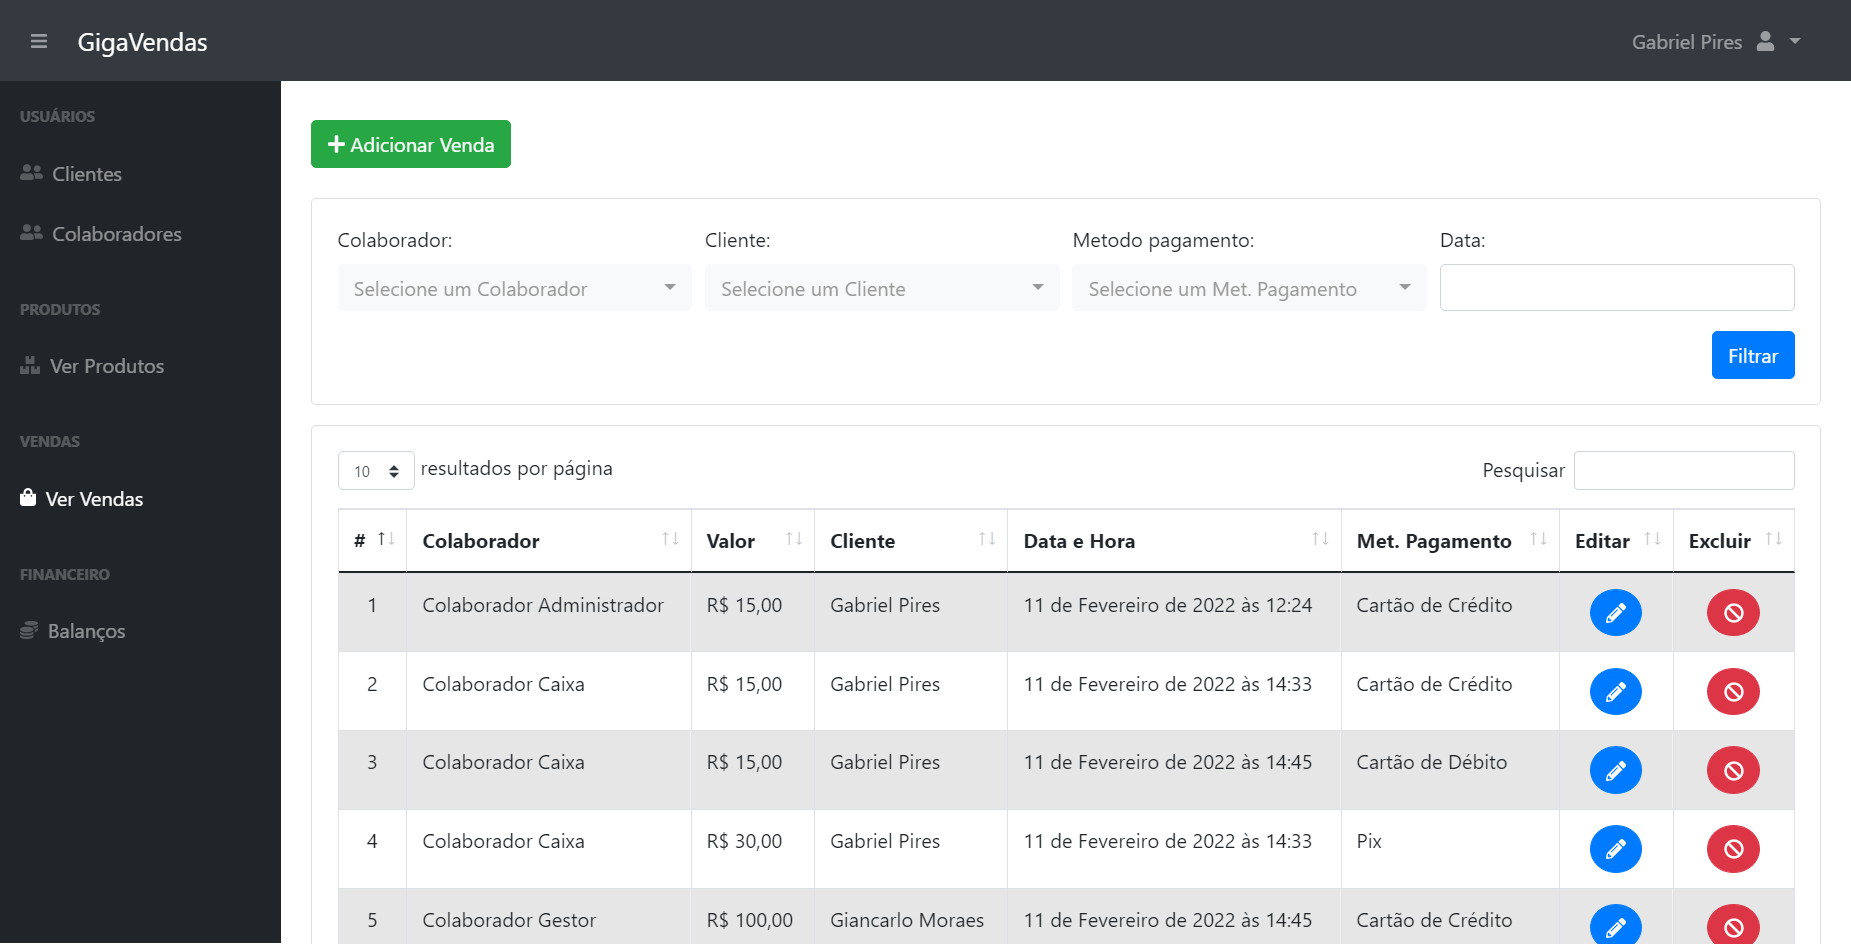 GigaVendas
Gabriel Pires
USUÁRIOS
Clientes
Colaboradores
PRODUTOS
Ver Produtos
VENDAS
Ver Vendas
FINANCEIRO
Balanços
Adicionar Venda
Colaborador: Cliente: Metodo pagamento: Data:
Selecione um Colaborador Selecione um Cliente Selecione um Met. Pagamento
Filtrar
10 resultados por página Pesquisar
# Colaborador Valor Cliente Data e Hora Met. Pagamento Editar Excluir
1 Colaborador Administrador R$ 15,00 Gabriel Pires 11 de Fevereiro de 2022 às 12:24 Cartão de Crédito
2 Colaborador Caixa R$ 15,00 Gabriel Pires 11 de Fevereiro de 2022 às 14:33 Cartão de Crédito
3 Colaborador Caixa R$ 15,00 Gabriel Pires 11 de Fevereiro de 2022 às 14:45 Cartão de Débito
4 Colaborador Caixa R$ 30,00 Gabriel Pires 11 de Fevereiro de 2022 às 14:33 Pix
5 Colaborador Gestor R$ 100,00 Giancarlo Moraes 11 de Fevereiro de 2022 às 14:45 Cartão de Crédito